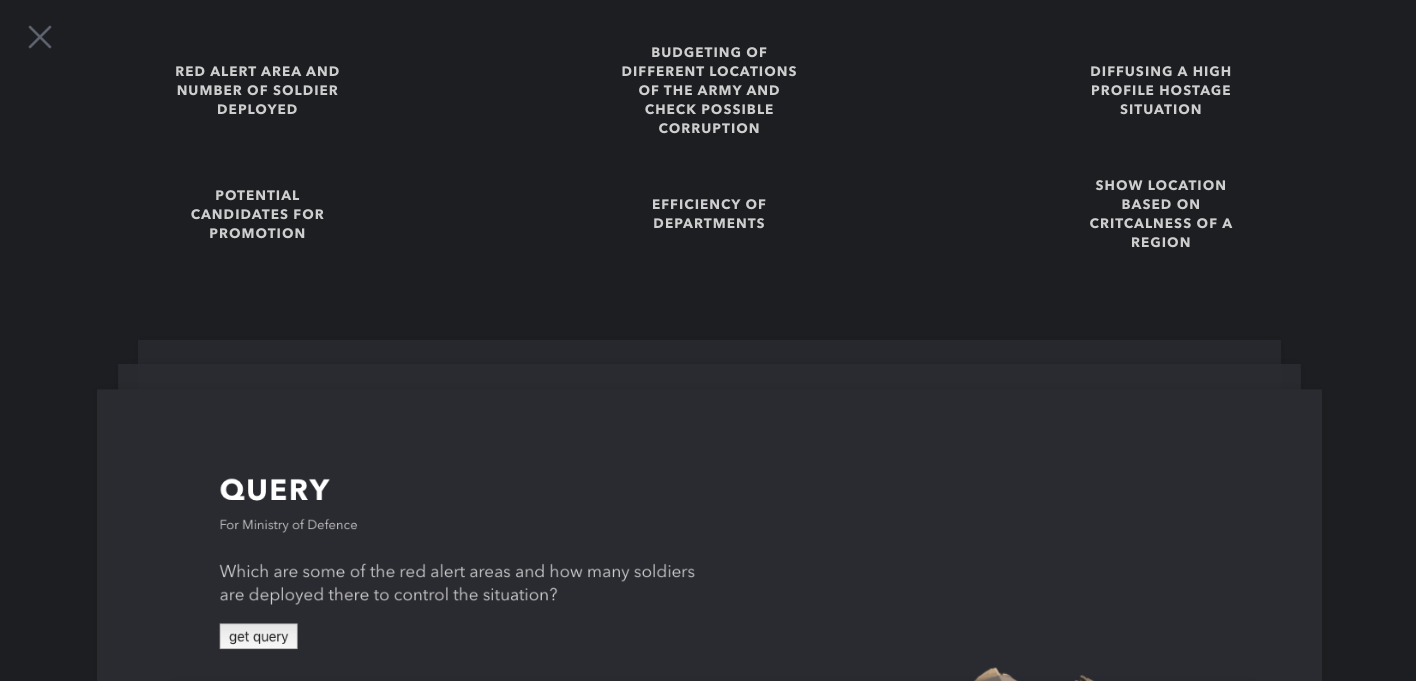 RED ALERT AREA AND
NUMBER OF SOLDIER
DEPLOYED
BUDGETING OF
DIFFERENT LOCATIONS
OF THE ARMY AND
CHECK POSSIBLE
CORRUPTION
DIFFUSING A HIGH
PROFILE HOSTAGE
SITUATION
POTENTIAL
CANDIDATES FOR
PROMOTION
EFFICIENCY OF
DEPARTMENTS
SHOW LOCATION
BASED ON
CRITCALNESS OF A
REGION
QUERY
For Ministry of Defence
Which are some of the red alert areas and how many soldiers
are deployed there to control the situation?
get query